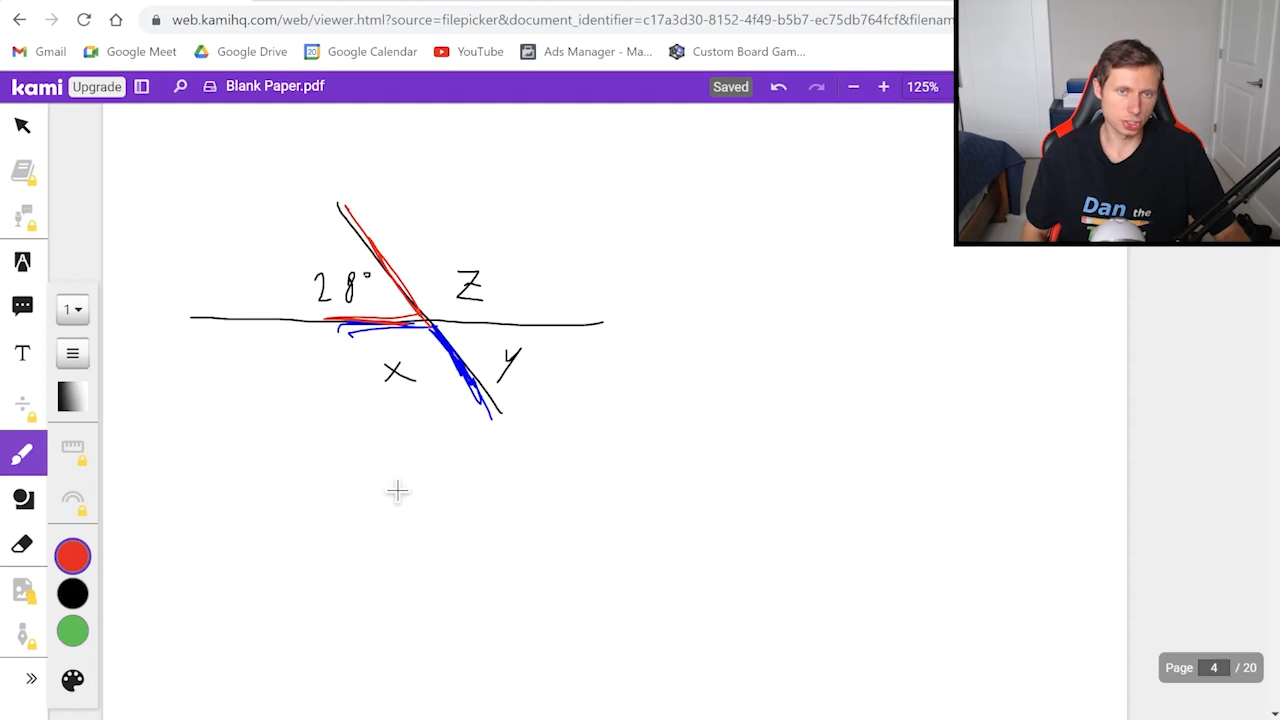 web.kamihq.com/web/viewer.html?source=filepicker&document_identifier=c17a3d30-8152-4f49-b5b7-ec75db764fcf&filenam
Gmail Google Meet Google Drive 20 Google Calendar YouTube Ads Manager - Ma... Custom Board Gam...
kami Upgrade Blank Paper.pdf Saved 125%
Dan the
28° Z
1
x y
T
Page 4 / 20